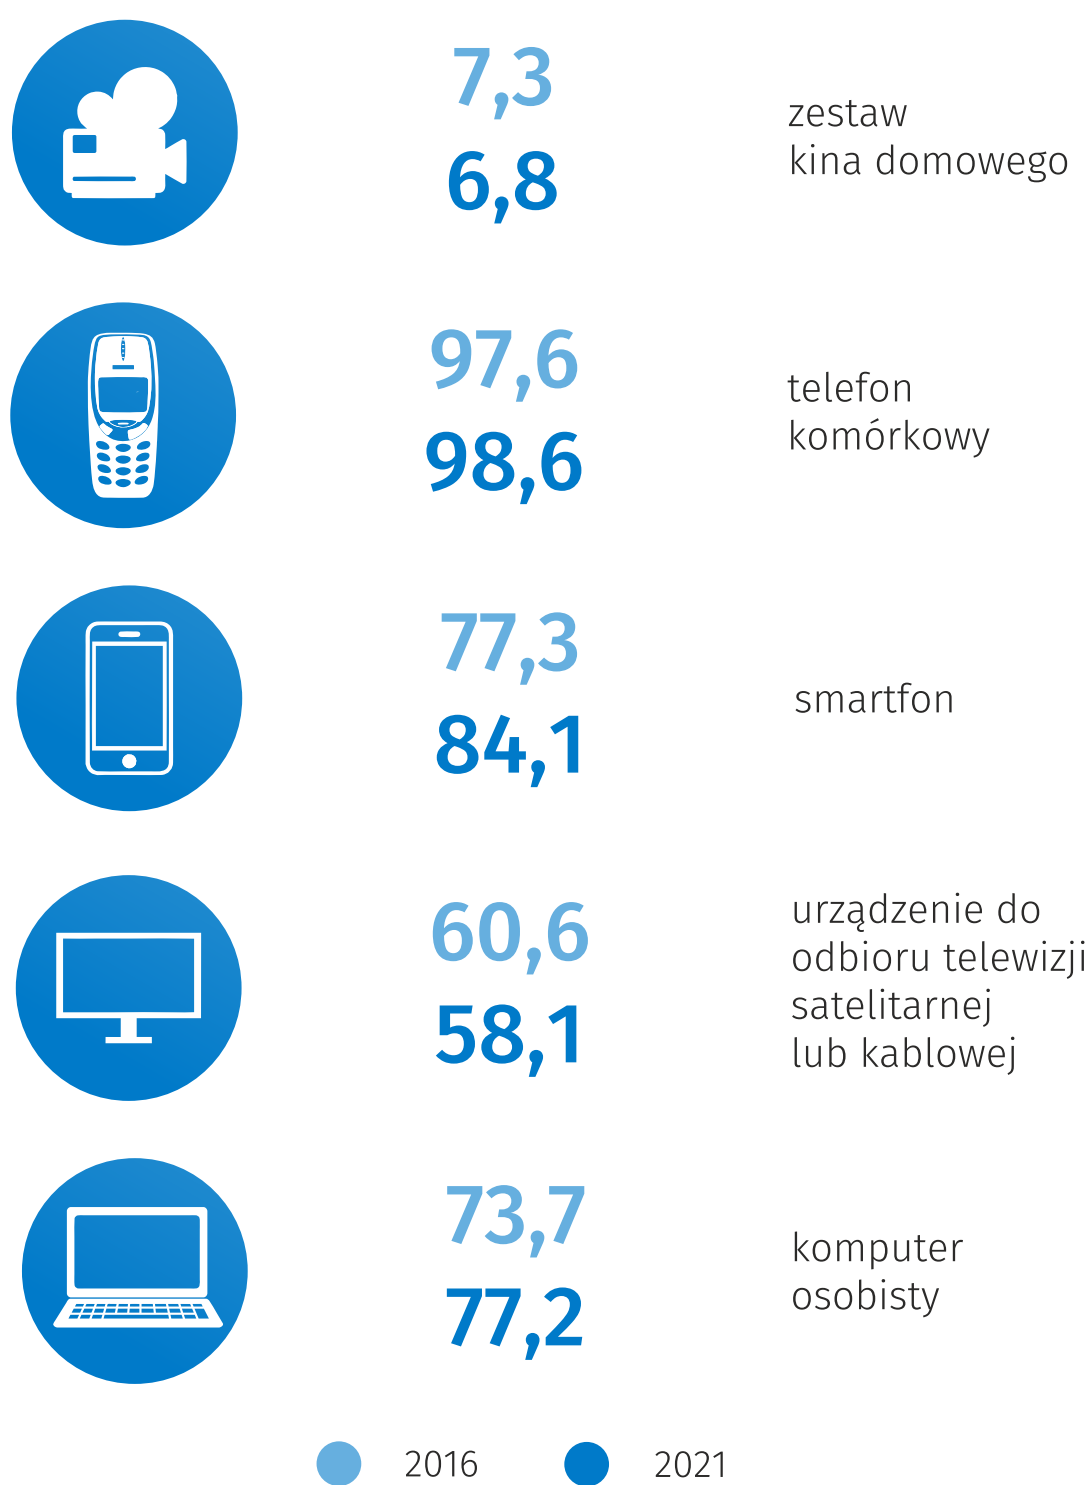 7,3
6,8
zestaw
kina domowego
97,6
98,6
telefon
komórkowy
77,3
84,1
smartfon
60,6
58,1
urządzenie do
odbioru telewizji
satelitarnej
lub kablowej
73,7
77,2
komputer
osobisty
2016
2021